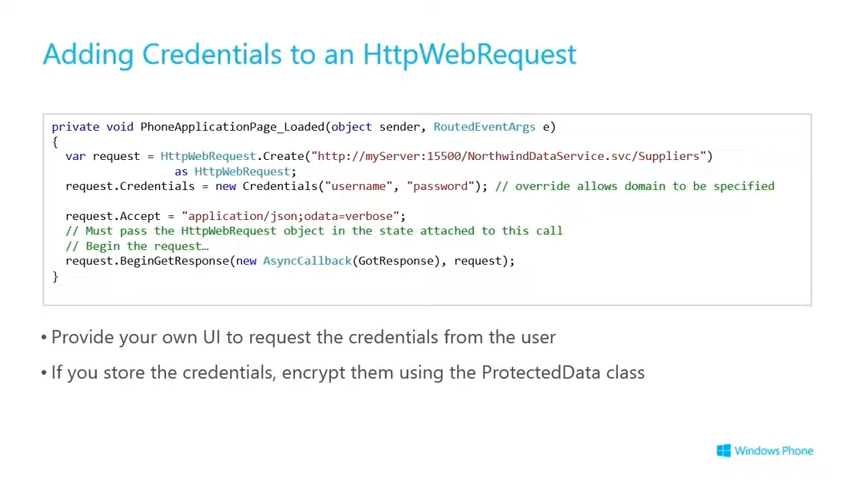 Adding Credentials to an HttpWebRequest
private void PhoneApplicationPage_Loaded(object sender, RoutedEventArgs e)
{
var request = HttpWebRequest.Create("http://myServer:15500/NorthwindDataService.svc/Suppliers")
as HttpWebRequest;
request.Credentials = new Credentials("username", "password"); // override allows domain to be specified
request.Accept = "application/json;odata=verbose";
// Must pass the HttpWebRequest object in the state attached to this call
// Begin the request…
request.BeginGetResponse(new AsyncCallback(GotResponse), request);
}
• Provide your own UI to request the credentials from the user
• If you store the credentials, encrypt them using the ProtectedData class
Windows Phone